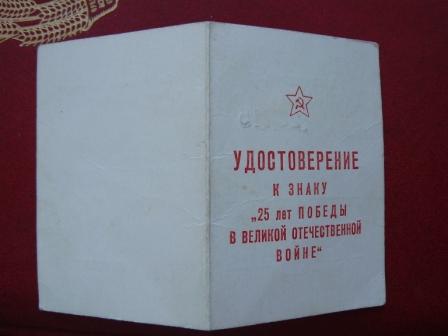 УДОСТОВЕРЕНИЕ
К ЗНАКУ
„25 лет ПОБЕДЫ
В ВЕЛИКОЙ ОТЕЧЕСТВЕННОЙ
ВОЙНЕ“